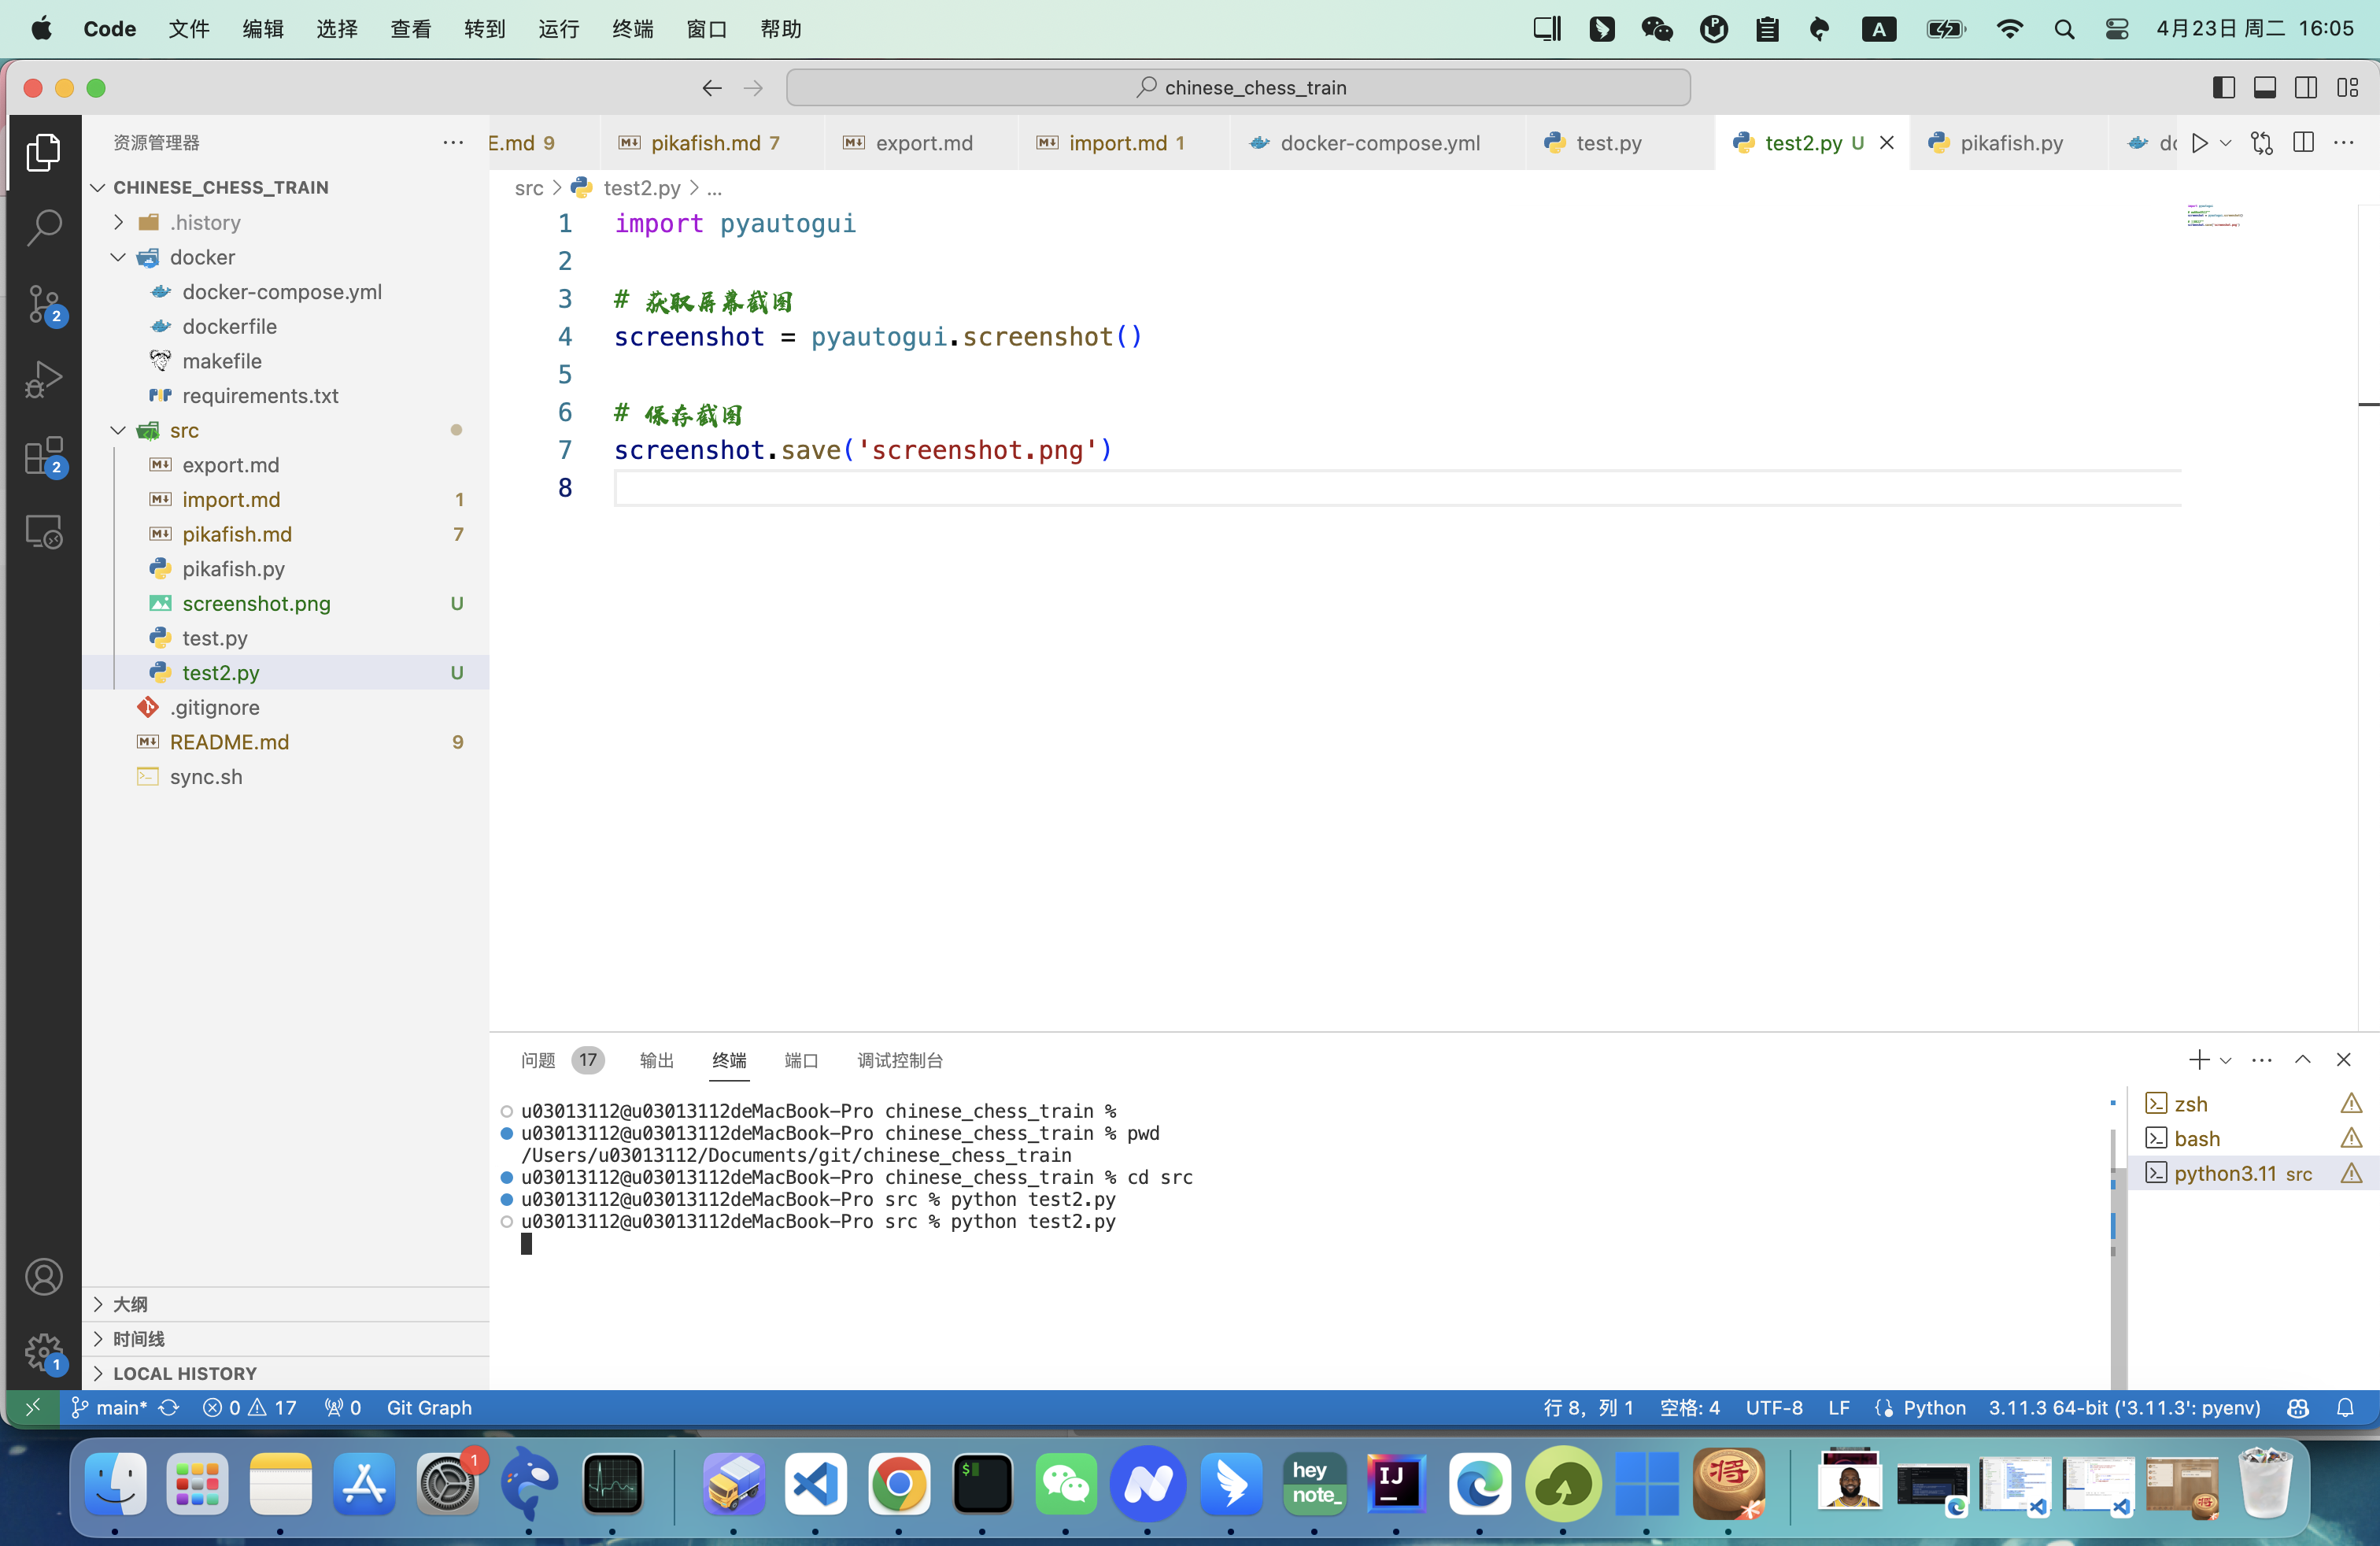 Code 文件 编辑 选择 查看 转到 运行 终端 窗口 帮助 A 4月23日 周二 16:05
chinese_chess_train
资源管理器
CHINESE_CHESS_TRAIN
.history
docker
docker-compose.yml
dockerfile
makefile
requirements.txt
src
export.md
import.md 1
pikafish.md 7
pikafish.py
screenshot.png U
test.py
test2.py U
.gitignore
README.md 9
sync.sh
大纲
时间线
LOCAL HISTORY
2
2
1
E.md 9 pikafish.md 7 export.md import.md 1 docker-compose.yml test.py test2.py U pikafish.py dc
src > test2.py > ...
1 import pyautogui
2
3 # 获取屏幕截图
4 screenshot = pyautogui.screenshot()
5
6 # 保存截图
7 screenshot.save('screenshot.png')
8
问题 17 输出 终端 端口 调试控制台
u03013112@u03013112deMacBook-Pro chinese_chess_train %
u03013112@u03013112deMacBook-Pro chinese_chess_train % pwd
/Users/u03013112/Documents/git/chinese_chess_train
u03013112@u03013112deMacBook-Pro chinese_chess_train % cd src
u03013112@u03013112deMacBook-Pro src % python test2.py
u03013112@u03013112deMacBook-Pro src % python test2.py
zsh
bash
python3.11 src
main* 0 17 0 Git Graph 行 8，列 1 空格: 4 UTF-8 LF Python 3.11.3 64-bit ('3.11.3': pyenv)
1
$
hey
note_
IJ
将